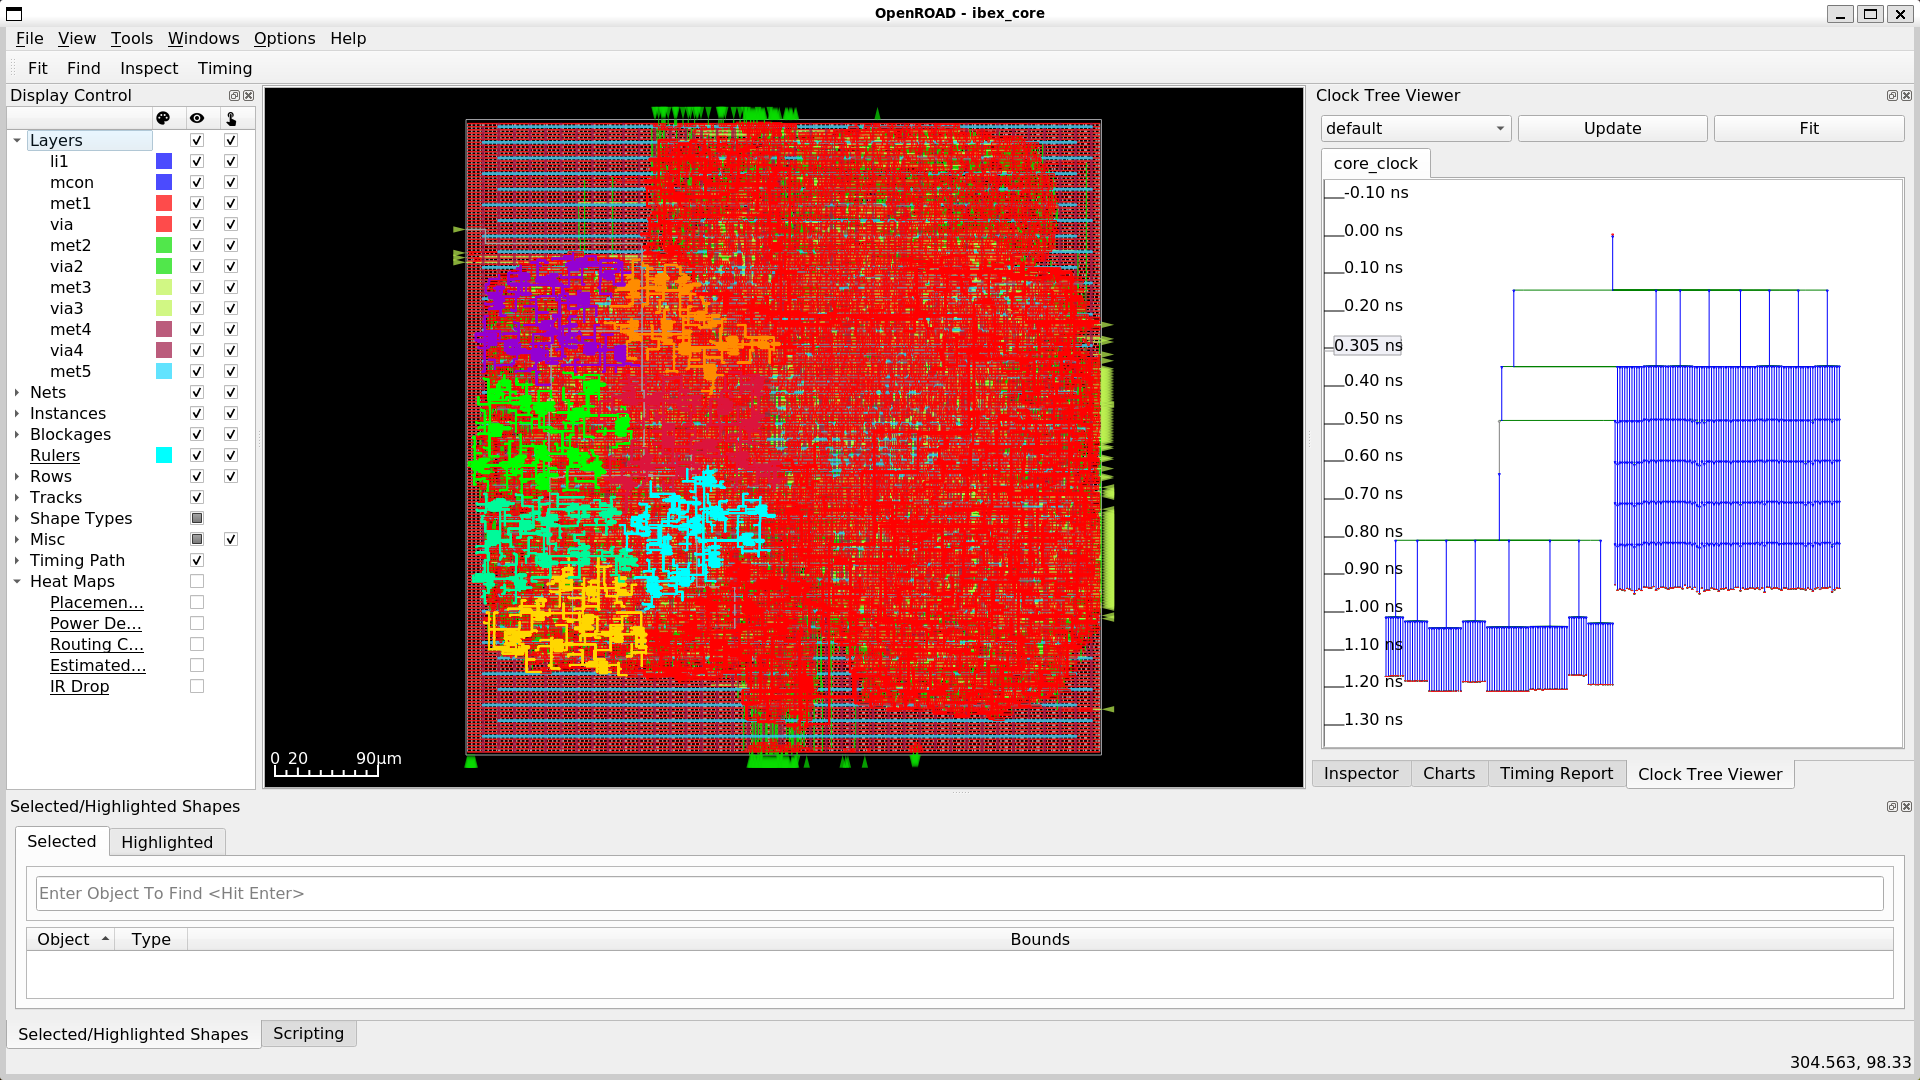 OpenROAD - ibex_core
File View Tools Windows Options Help
Fit Find Inspect Timing
Display Control
Layers
li1
mcon
met1
via
met2
via2
met3
via3
met4
via4
met5
Nets
Instances
Blockages
Rulers
Rows
Tracks
Shape Types
Misc
Timing Path
Heat Maps
Placemen...
Power De...
Routing C...
Estimated...
IR Drop
0 20 90μm
Clock Tree Viewer
default Update Fit
core_clock
-0.10 ns
0.00 ns
0.10 ns
0.20 ns
0.305 ns
0.40 ns
0.50 ns
0.60 ns
0.70 ns
0.80 ns
0.90 ns
1.00 ns
1.10 ns
1.20 ns
1.30 ns
Inspector Charts Timing Report Clock Tree Viewer
Selected/Highlighted Shapes
Selected Highlighted
Enter Object To Find <Hit Enter>
Object Type Bounds
Selected/Highlighted Shapes Scripting
304.563, 98.33